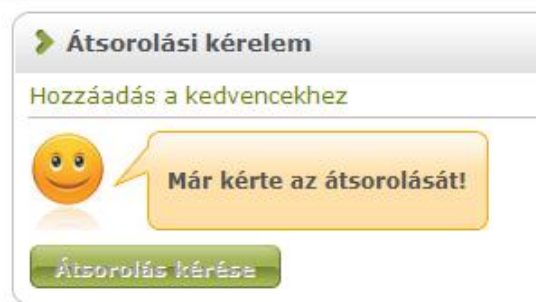 Átsorolási kérelem
Hozzáadás a kedvencekhez
Már kérte az átsorolását!
Átsorolás kérése